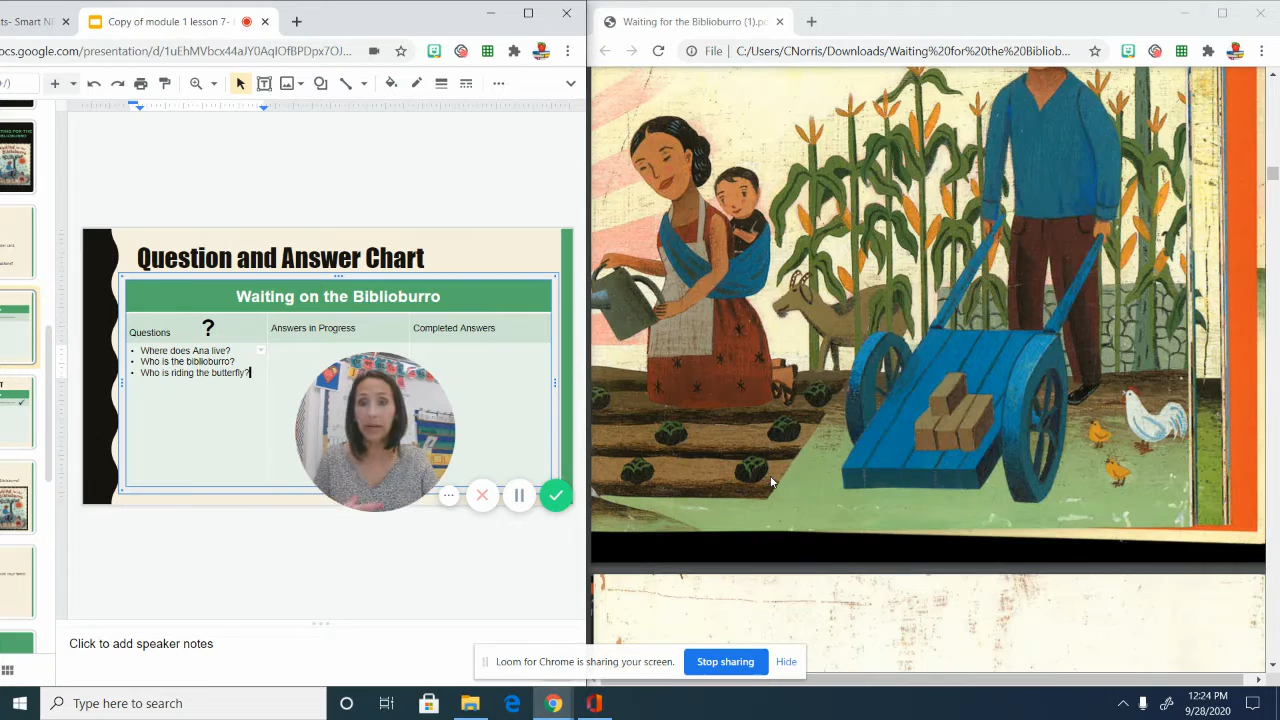 ts- Smart N
Copy of module 1 lesson 7-
Waiting for the Biblioburro (1).p
ocs.google.com/presentation/d/1uEhMVbcx44aJY0AqIOfBPDpx7OJ...
File
C:/Users/CNorris/Downloads/Waiting%20for%20the%20Bibliob...
Question and Answer Chart
Waiting on the Biblioburro
Questions ?
Answers in Progress
Completed Answers
• Where does Ana live?
• Who is the biblioburro?
• Who is riding the butterfly?
Click to add speaker notes
Loom for Chrome is sharing your screen.
Stop sharing
Hide
Type here to search
12:24 PM
9/28/2020